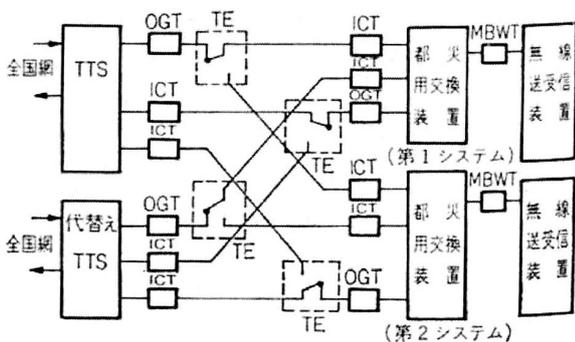 OGT
TE
ICT
都災
MBWT
無線
全国網
TTS
ICT
用交換
送受信
ICT
OGT
装置
装置
ICT
TE
(第1システム)
ICT
MBWT
OGT
都災
無線
代替え
ICT
全国網
TTS
ICT
TE
用交換
送受信
ICT
OGT
装置
装置
TE
(第2システム)